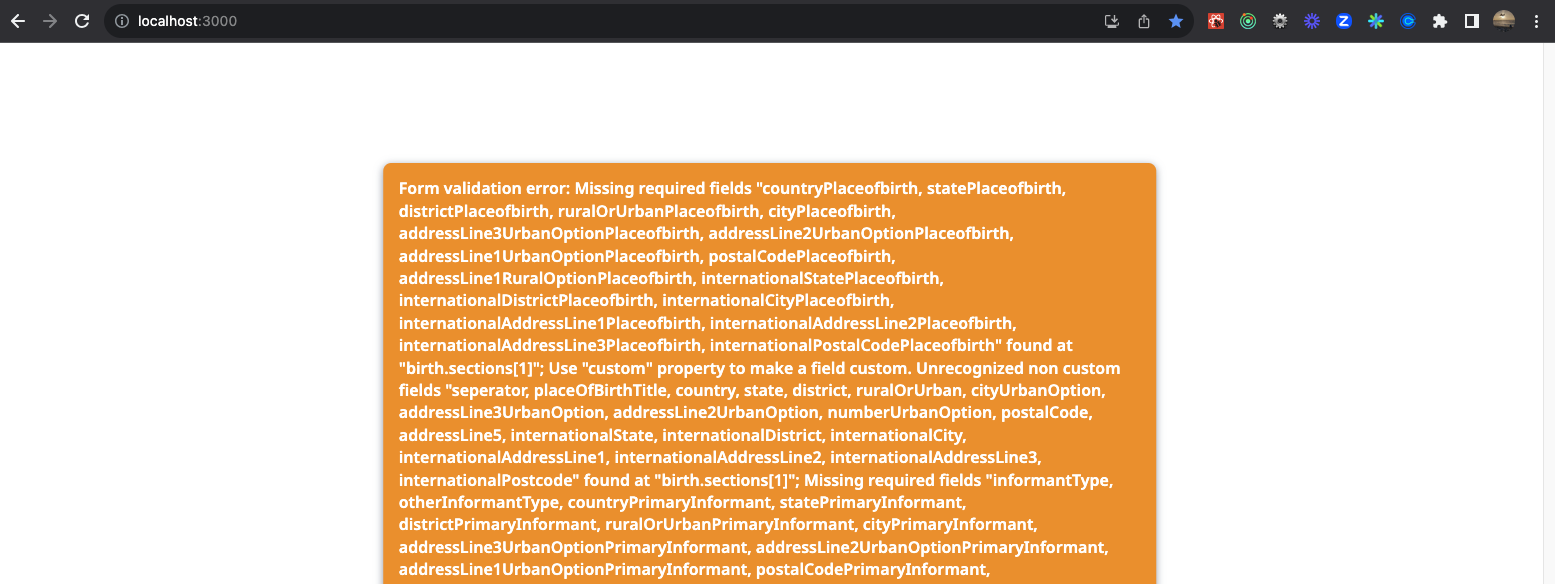 localhost:3000
Form validation error: Missing required fields "countryPlaceofbirth, statePlaceofbirth,
districtPlaceofbirth, ruralOrUrbanPlaceofbirth, cityPlaceofbirth,
addressLine3UrbanOptionPlaceofbirth, addressLine2UrbanOptionPlaceofbirth,
addressLine1UrbanOptionPlaceofbirth, postalCodePlaceofbirth,
addressLine1RuralOptionPlaceofbirth, internationalStatePlaceofbirth,
internationalDistrictPlaceofbirth, internationalCityPlaceofbirth,
internationalAddressLine1Placeofbirth, internationalAddressLine2Placeofbirth,
internationalAddressLine3Placeofbirth, internationalPostalCodePlaceofbirth" found at
"birth.sections[1]"; Use "custom" property to make a field custom. Unrecognized non custom
fields "seperator, placeOfBirthTitle, country, state, district, ruralOrUrban, cityUrbanOption,
addressLine3UrbanOption, addressLine2UrbanOption, numberUrbanOption, postalCode,
addressLine5, internationalState, internationalDistrict, internationalCity,
internationalAddressLine1, internationalAddressLine2, internationalAddressLine3,
internationalPostcode" found at "birth.sections[1]"; Missing required fields "informantType,
otherInformantType, countryPrimaryInformant, statePrimaryInformant,
districtPrimaryInformant, ruralOrUrbanPrimaryInformant, cityPrimaryInformant,
addressLine3UrbanOptionPrimaryInformant, addressLine2UrbanOptionPrimaryInformant,
addressLine1UrbanOptionPrimaryInformant, postalCodePrimaryInformant,